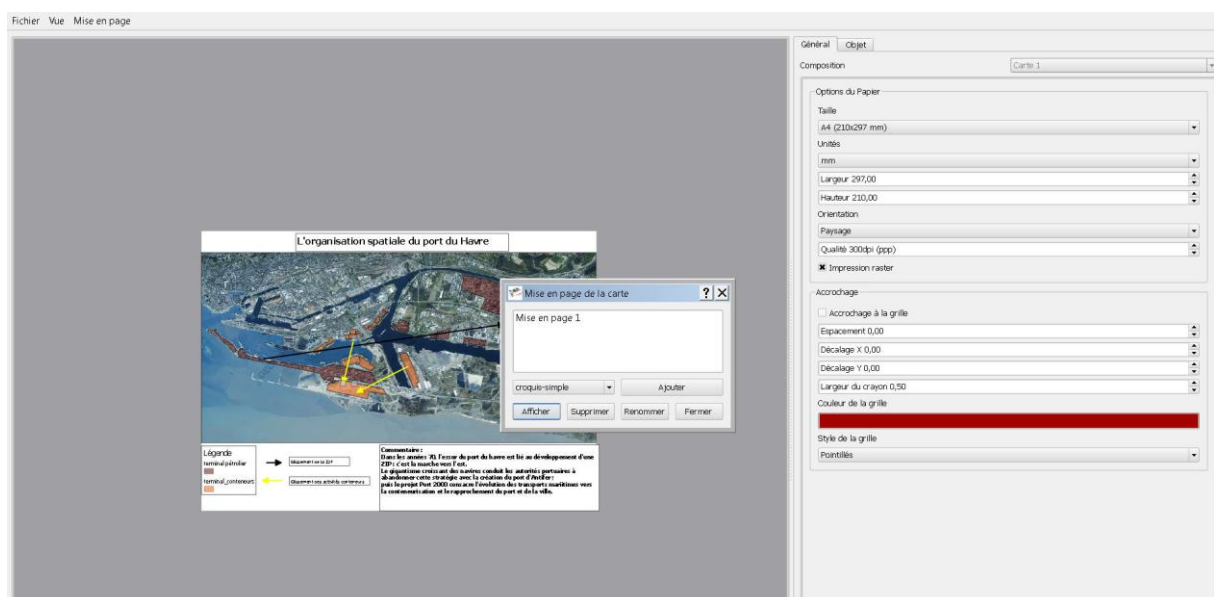 Fichier Vue Mise en page
Général Objet
Composition Carte 1
Options du Papier
Taille
A4 (210x297 mm)
Unités
mm
Largeur 297,00
Hauteur 210,00
Orientation
Paysage
Qualité 300dpi (ppp)
Impression raster
Accrochage
Accrochage à la grille
Espacement 0,00
Décalage X 0,00
Décalage Y 0,00
Largeur du crayon 0,50
Couleur de la grille
Style de la grille
Pointillés
L'organisation spatiale du port du Havre
Mise en page de la carte
Mise en page 1
croquis-simple Ajouter
Afficher Supprimer Renommer Fermer
Légende
terminal pétrolier
terminal_conteneurs
Glissement des activités conteneurs
Commentaire :
Dans les années 70, l'essor du port du havre est lié au développement d'une
ZIP : c'est la marche vers l'est.
Le gigantisme croissant des navires conduit les autorités portuaires à
abandonner cette stratégie avec la création du port d'Antifer :
puis le projet Port 2000 consacre l'évolution des transports maritimes vers
la conteneurisation et le rapprochement du port et de la ville.